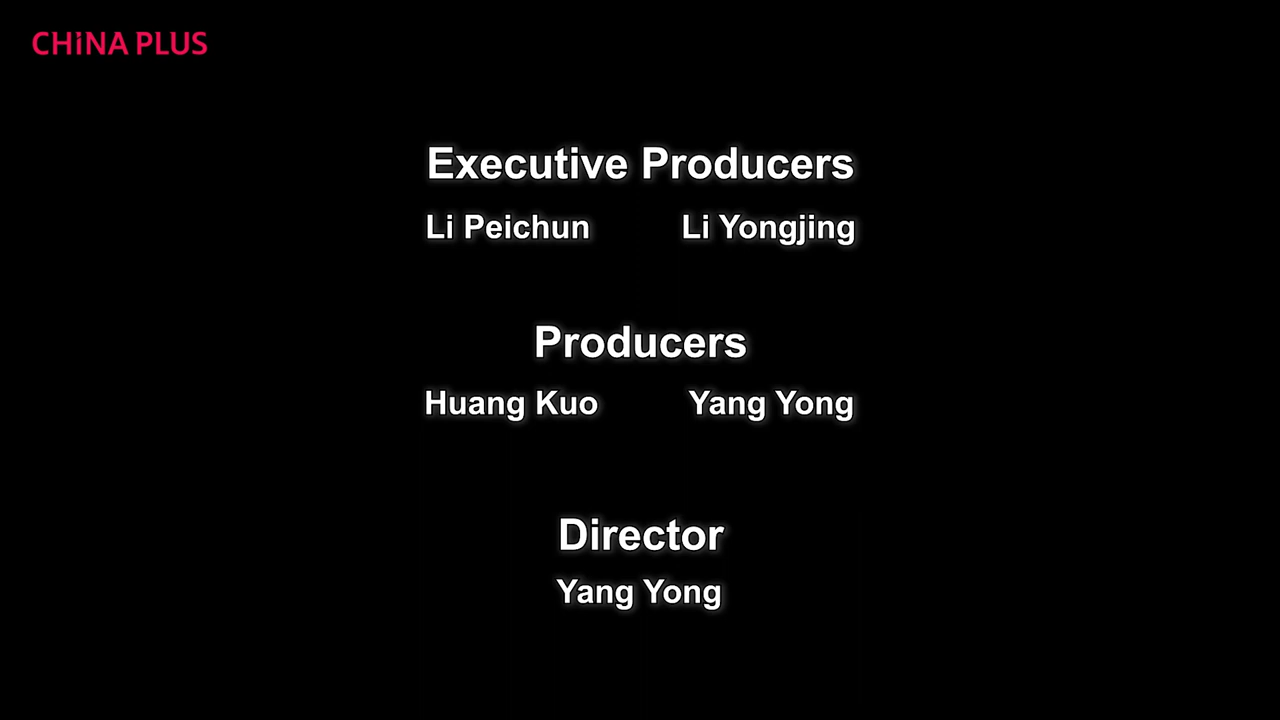 CHiNA PLUS
Executive Producers
Li Peichun Li Yongjing
Producers
Huang Kuo Yang Yong
Director
Yang Yong